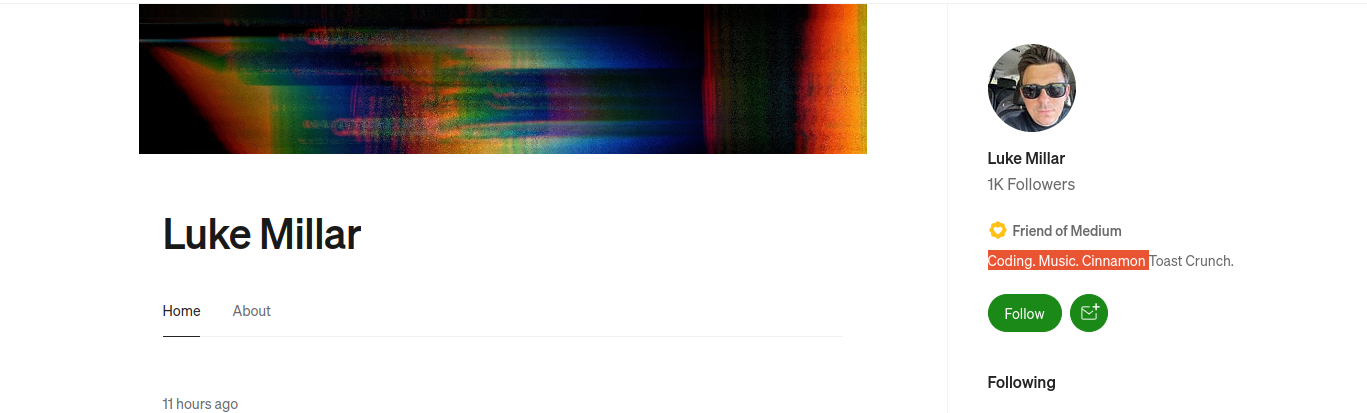 Luke Millar
Home About
11 hours ago
Luke Millar
1K Followers
Friend of Medium
Coding. Music. Cinnamon Toast Crunch.
Follow
Following